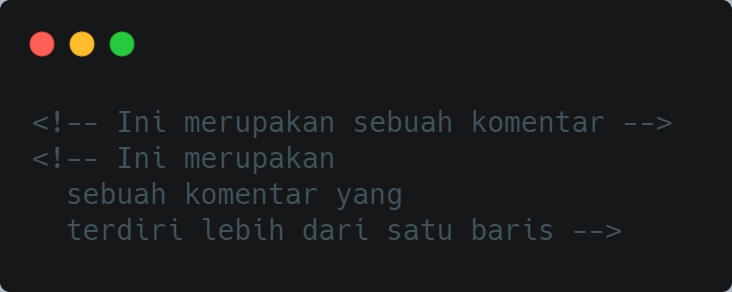 <!-- Ini merupakan sebuah komentar -->
<!-- Ini merupakan
sebuah komentar yang
terdiri lebih dari satu baris -->